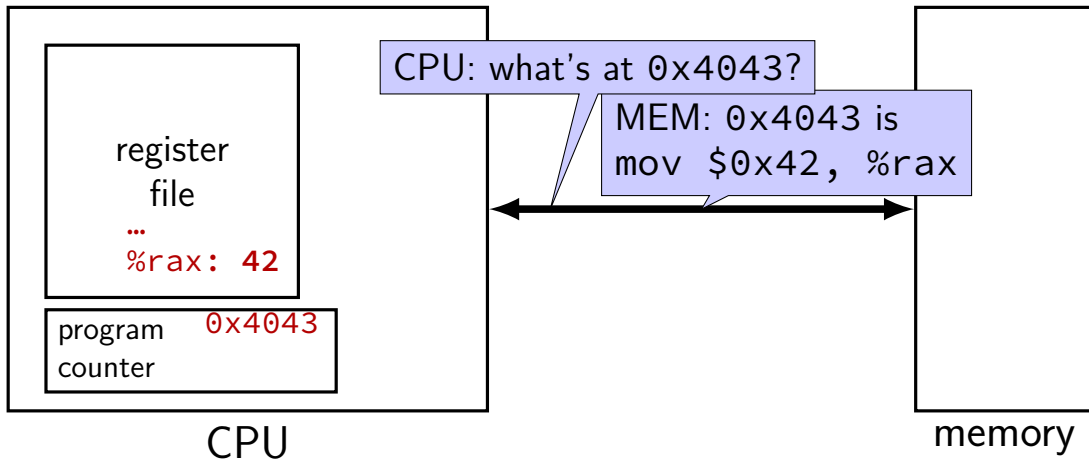 CPU: what's at 0x4043?
MEM: 0x4043 is
mov $0x42, %rax
register
file
…
%rax: 42
program
counter
0x4043
CPU
memory